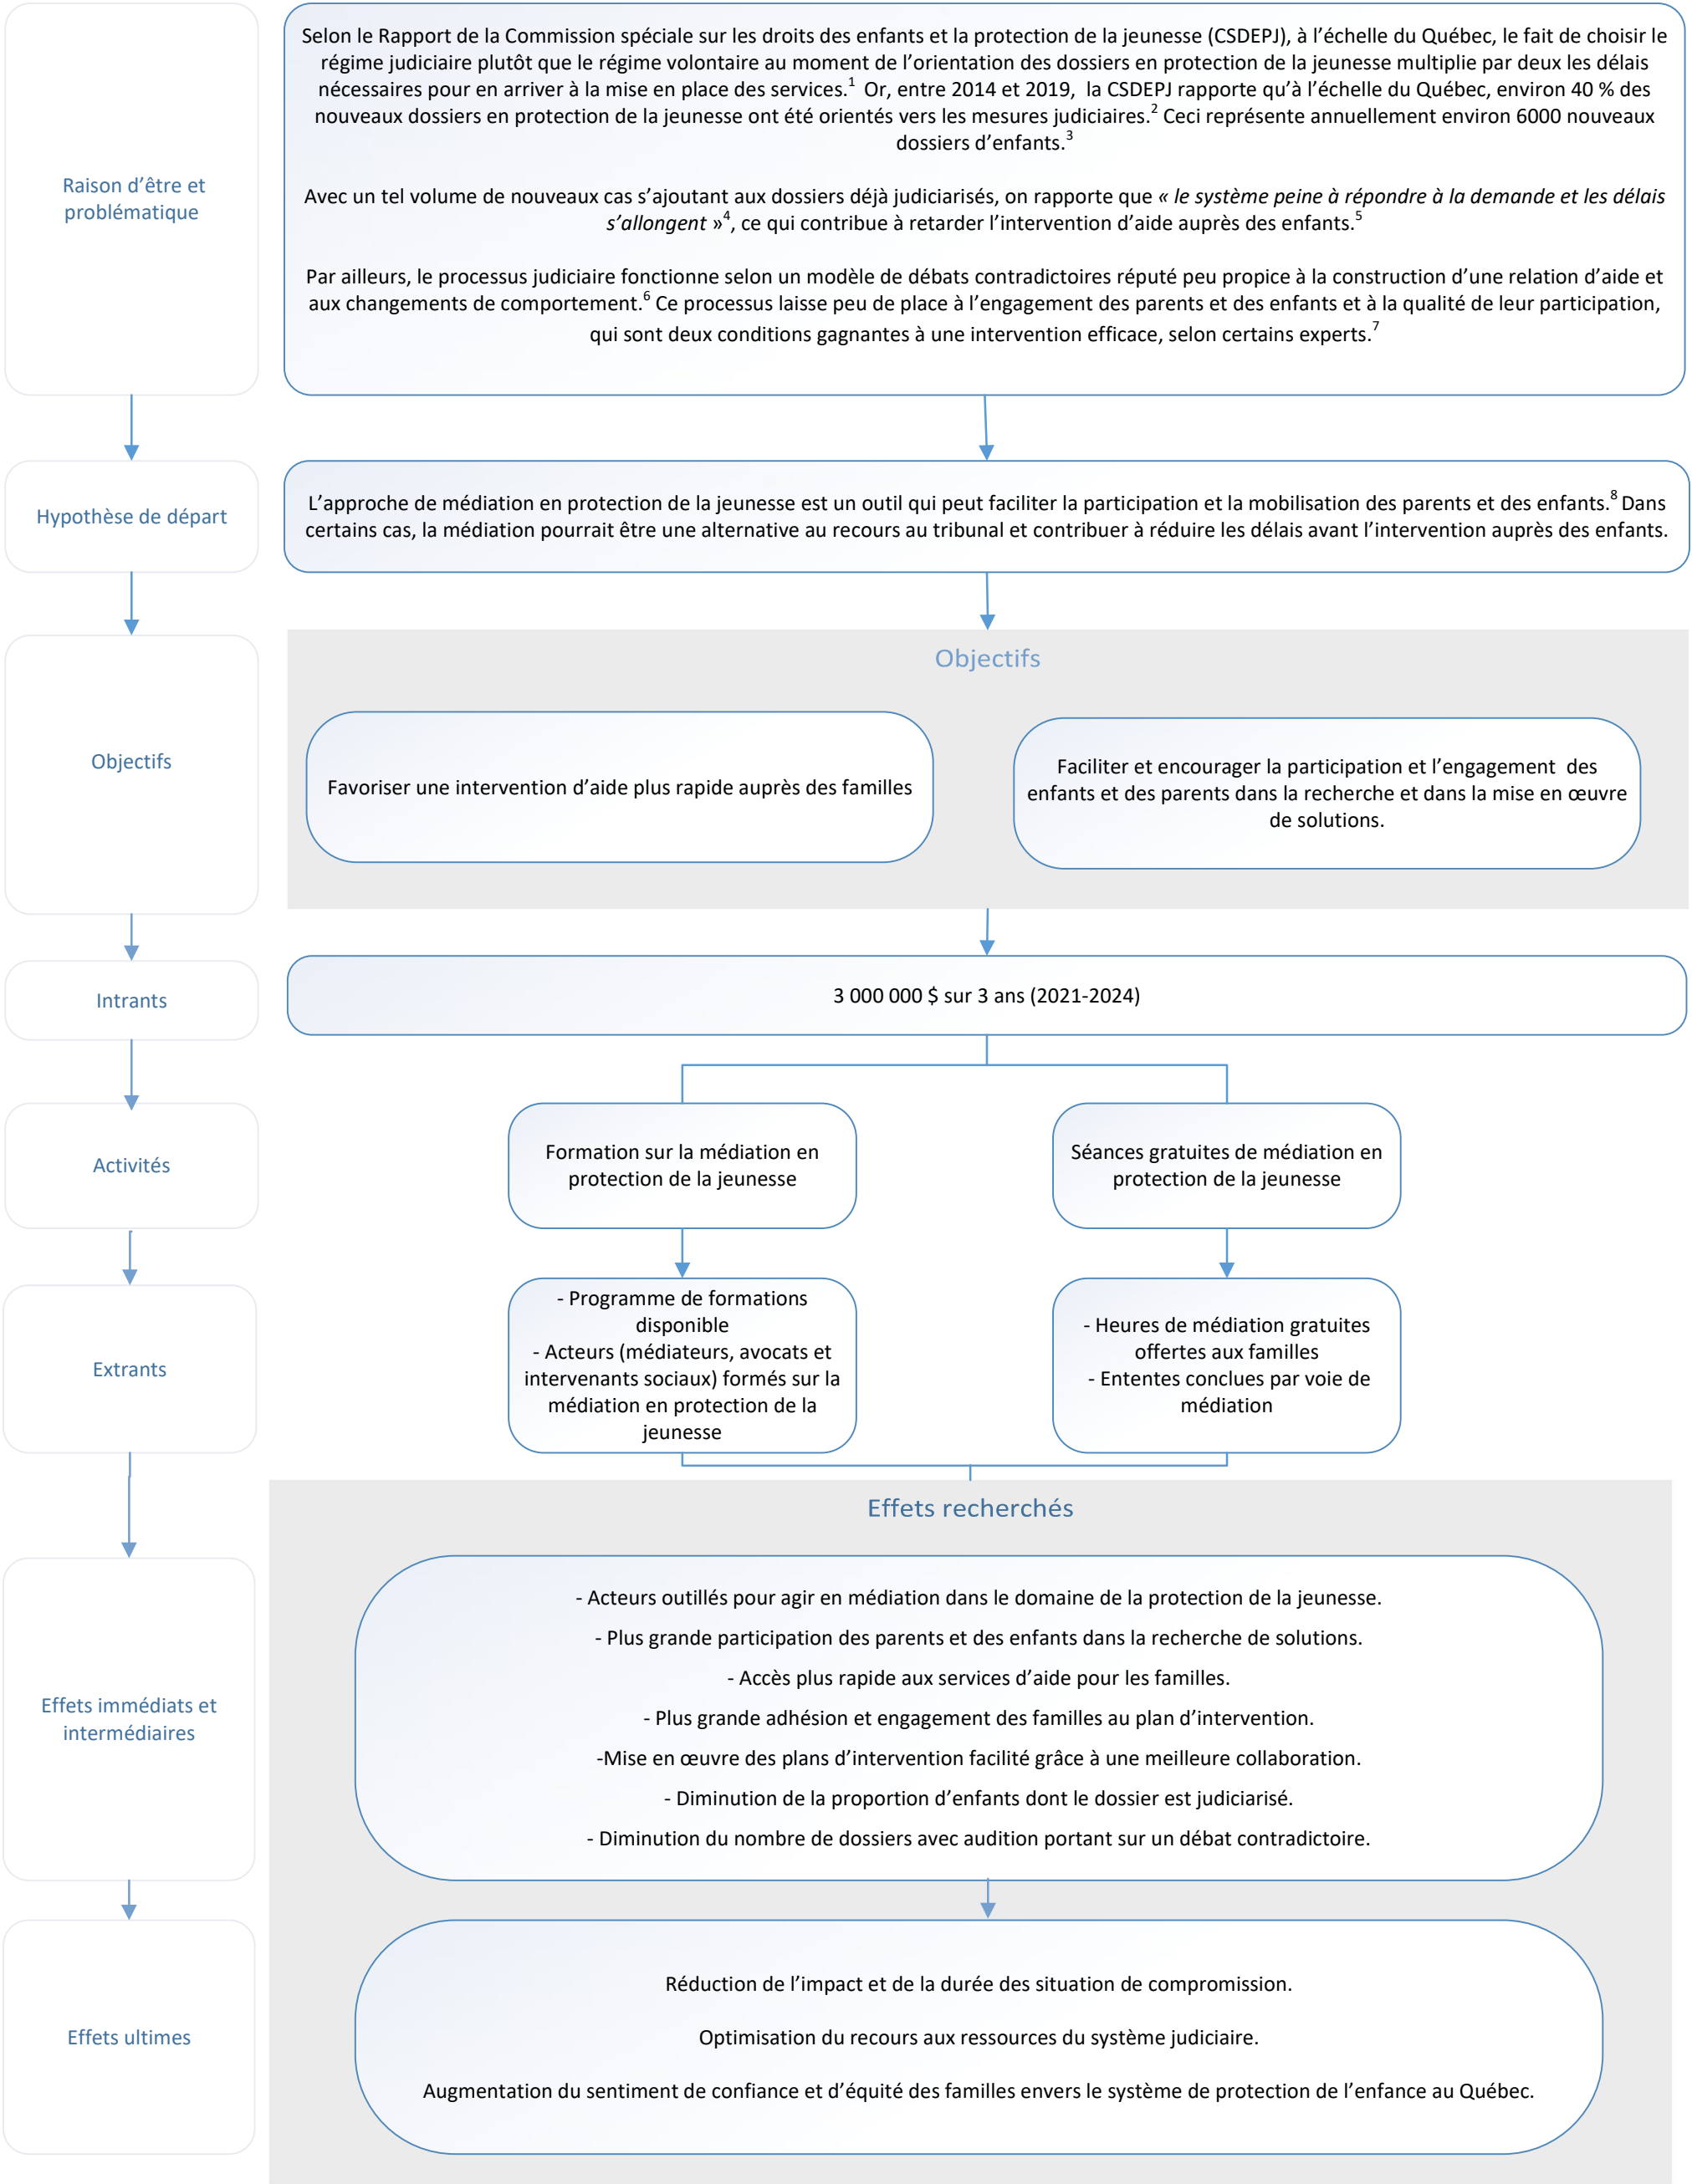 Raison d’être et
problématique
Selon le Rapport de la Commission spéciale sur les droits des enfants et la protection de la jeunesse (CSDEPJ), à l’échelle du Québec, le fait de choisir le
régime judiciaire plutôt que le régime volontaire au moment de l’orientation des dossiers en protection de la jeunesse multiplie par deux les délais
nécessaires pour en arriver à la mise en place des services.1 Or, entre 2014 et 2019, la CSDEPJ rapporte qu’à l’échelle du Québec, environ 40 % des
nouveaux dossiers en protection de la jeunesse ont été orientés vers les mesures judiciaires.2 Ceci représente annuellement environ 6000 nouveaux
dossiers d’enfants.3
Avec un tel volume de nouveaux cas s’ajoutant aux dossiers déjà judiciarisés, on rapporte que « le système peine à répondre à la demande et les délais
s’allongent »4, ce qui contribue à retarder l’intervention d’aide auprès des enfants.5
Par ailleurs, le processus judiciaire fonctionne selon un modèle de débats contradictoires réputé peu propice à la construction d’une relation d’aide et
aux changements de comportement.6 Ce processus laisse peu de place à l’engagement des parents et des enfants et à la qualité de leur participation,
qui sont deux conditions gagnantes à une intervention efficace, selon certains experts.7
Hypothèse de départ
L’approche de médiation en protection de la jeunesse est un outil qui peut faciliter la participation et la mobilisation des parents et des enfants.8 Dans
certains cas, la médiation pourrait être une alternative au recours au tribunal et contribuer à réduire les délais avant l’intervention auprès des enfants.
Objectifs
Objectifs
Favoriser une intervention d’aide plus rapide auprès des familles
Faciliter et encourager la participation et l’engagement des
enfants et des parents dans la recherche et dans la mise en œuvre
de solutions.
Intrants
3 000 000 $ sur 3 ans (2021-2024)
Activités
Formation sur la médiation en
protection de la jeunesse
Séances gratuites de médiation en
protection de la jeunesse
Extrants
- Programme de formations
disponible
- Acteurs (médiateurs, avocats et
intervenants sociaux) formés sur la
médiation en protection de la
jeunesse
- Heures de médiation gratuites
offertes aux familles
- Ententes conclues par voie de
médiation
Effets recherchés
Effets immédiats et
intermédiaires
- Acteurs outillés pour agir en médiation dans le domaine de la protection de la jeunesse.
- Plus grande participation des parents et des enfants dans la recherche de solutions.
- Accès plus rapide aux services d’aide pour les familles.
- Plus grande adhésion et engagement des familles au plan d’intervention.
-Mise en œuvre des plans d’intervention facilité grâce à une meilleure collaboration.
- Diminution de la proportion d’enfants dont le dossier est judiciarisé.
- Diminution du nombre de dossiers avec audition portant sur un débat contradictoire.
Effets ultimes
Réduction de l’impact et de la durée des situation de compromission.
Optimisation du recours aux ressources du système judiciaire.
Augmentation du sentiment de confiance et d’équité des familles envers le système de protection de l’enfance au Québec.